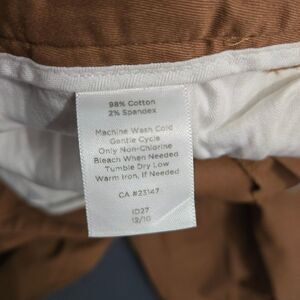 98% Cotton
2% Spandex
Machine Wash Cold
Gentle Cycle
Only Non-Chlorine
Bleach When Needed
Tumble Dry Low
Warm Iron, If Needed
CA #23147
ID27
12/10